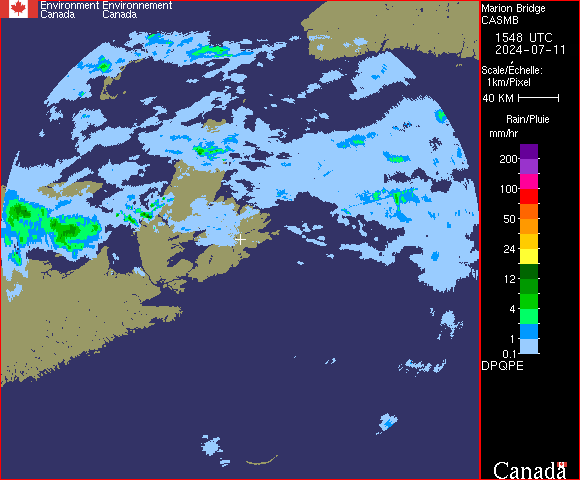 Environment Environnement
Canada Canada
Marion Bridge
CASMB
1548 UTC
2024-07-11
Scale/Échelle:
1km/Pixel
40 KM
Rain/Pluie
mm/hr
200
100
50
24
12
4
1
0.1
DPQPE
Canada